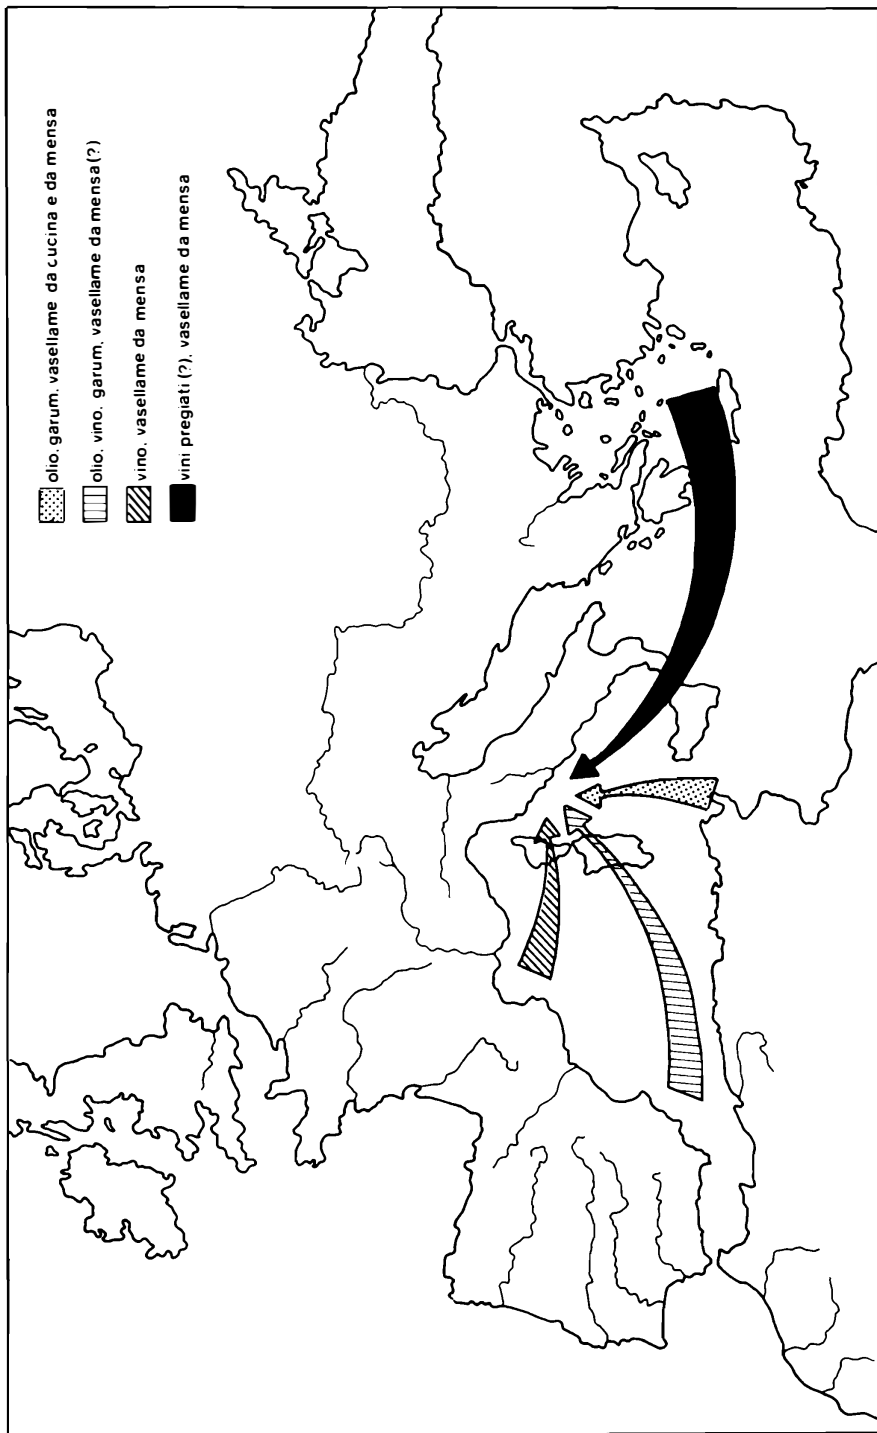 olio, garum, vasellame da cucina e da mensa
olio, vino, garum, vasellame da mensa (?)
vino, vasellame da mensa
vini pregiati (?), vasellame da mensa